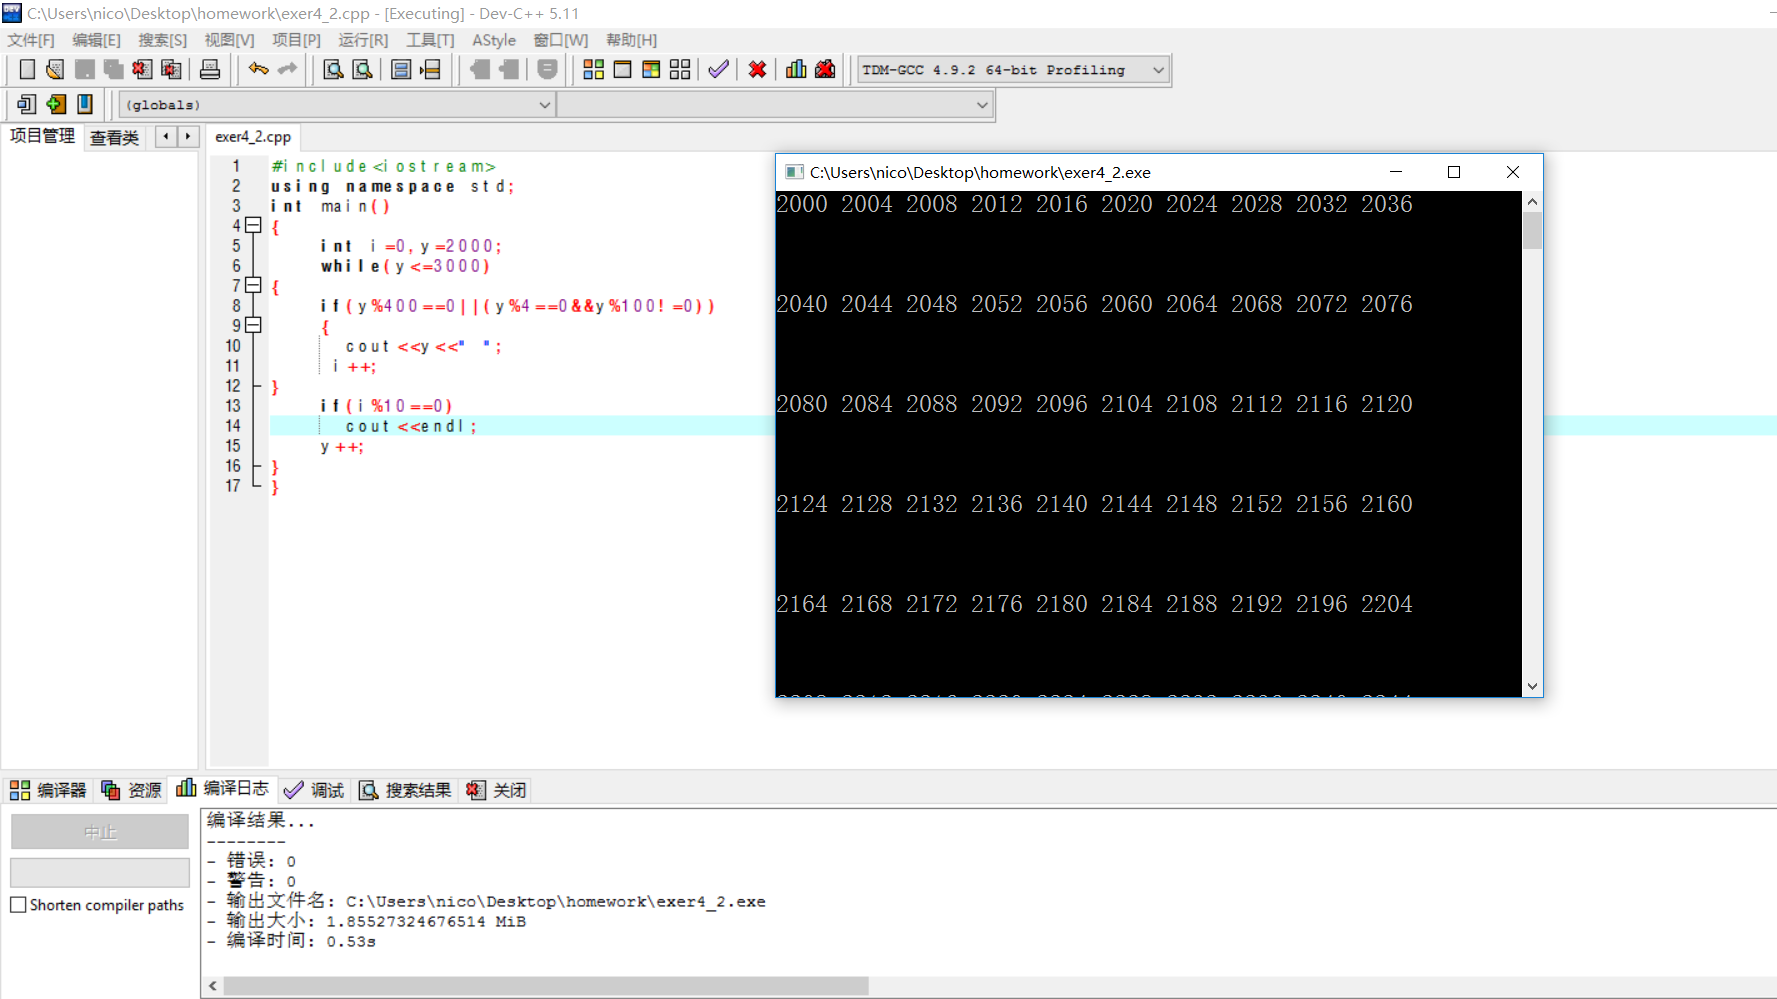 C:\Users\nico\Desktop\homework\exer4_2.cpp - [Executing] - Dev-C++ 5.11
文件[F] 编辑[E] 搜索[S] 视图[V] 项目[P] 运行[R] 工具[T] AStyle 窗口[W] 帮助[H]
TDM-GCC 4.9.2 64-bit Profiling
(globals)
项目管理 查看类
exer4_2.cpp
1 #include<iostream>
2 using namespace std;
3 int main()
4 {
5 int i=0,y=2000;
6 while(y<=3000)
7 {
8 if(y%400==0||(y%4==0&&y%100!=0))
9 {
10 cout<<y<<" ";
11 i++;
12 }
13 if(i%10==0)
14 cout<<endl;
15 y++;
16 }
17 }
C:\Users\nico\Desktop\homework\exer4_2.exe
2000 2004 2008 2012 2016 2020 2024 2028 2032 2036
2040 2044 2048 2052 2056 2060 2064 2068 2072 2076
2080 2084 2088 2092 2096 2104 2108 2112 2116 2120
2124 2128 2132 2136 2140 2144 2148 2152 2156 2160
2164 2168 2172 2176 2180 2184 2188 2192 2196 2204
编译器 资源 编译日志 调试 搜索结果 关闭
中止
Shorten compiler paths
编译结果...
--------
- 错误: 0
- 警告: 0
- 输出文件名: C:\Users\nico\Desktop\homework\exer4_2.exe
- 输出大小: 1.85527324676514 MiB
- 编译时间: 0.53s